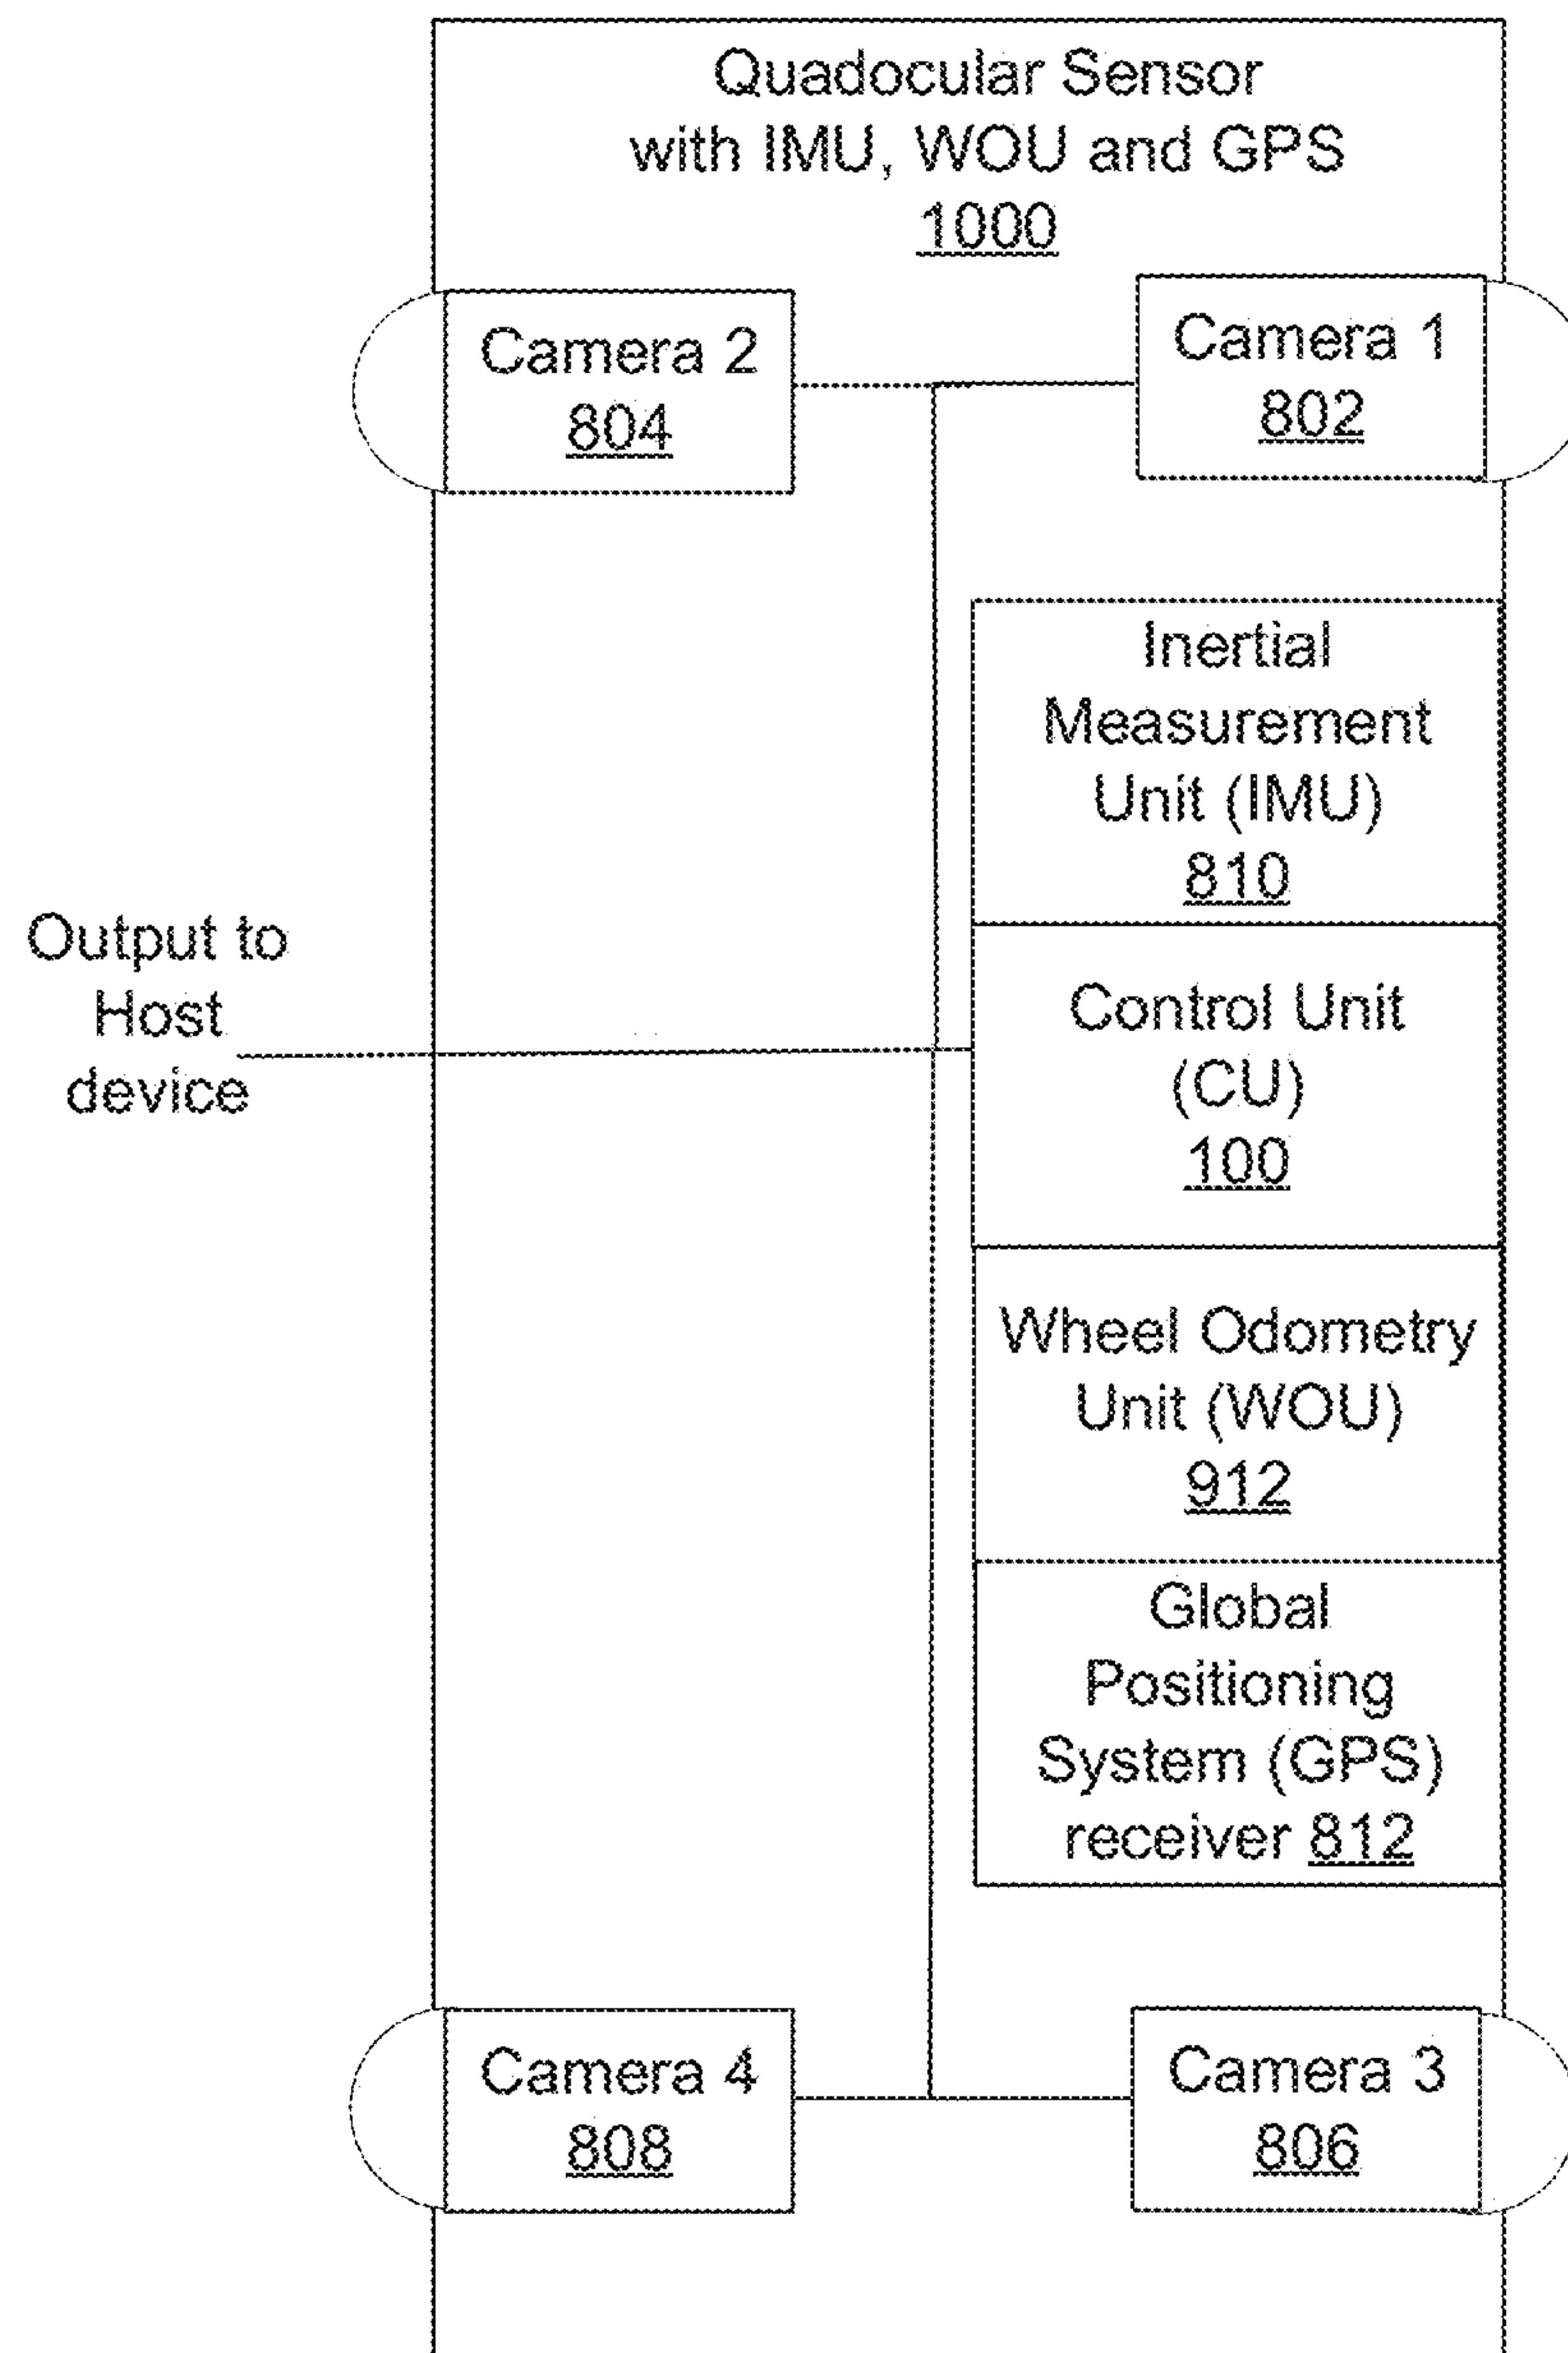 Quadocular Sensor
with IMU, WOU and GPS
1000
Camera 2
804
Camera 1
802
Inertial
Measurement
Unit (IMU)
810
Output to
Host
device
Control Unit
(CU)
100
Wheel Odometry
Unit (WOU)
912
Global
Positioning
System (GPS)
receiver 812
Camera 4
808
Camera 3
806